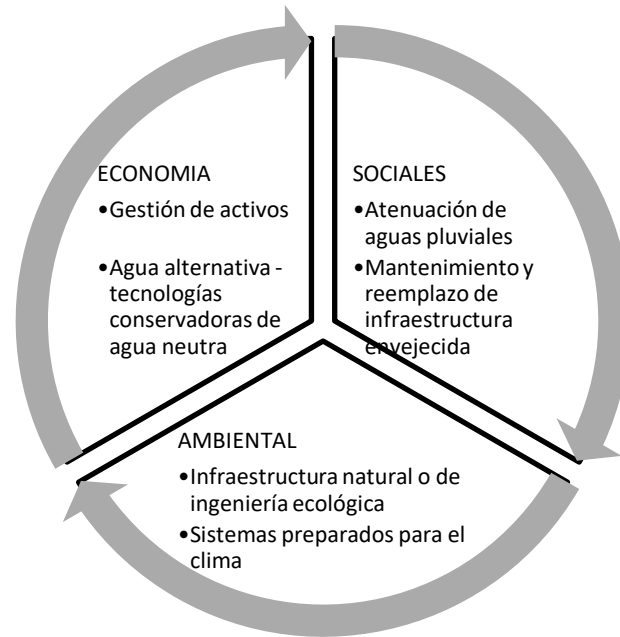 ECONOMIA
•Gestión de activos
•Agua alternativa -
tecnologías
conservadoras de
agua neutra
SOCIALES
•Atenuación de
aguas pluviales
•Mantenimiento y
reemplazo de
infraestructura
envejecida
AMBIENTAL
•Infraestructura natural o de
ingeniería ecológica
•Sistemas preparados para el
clima